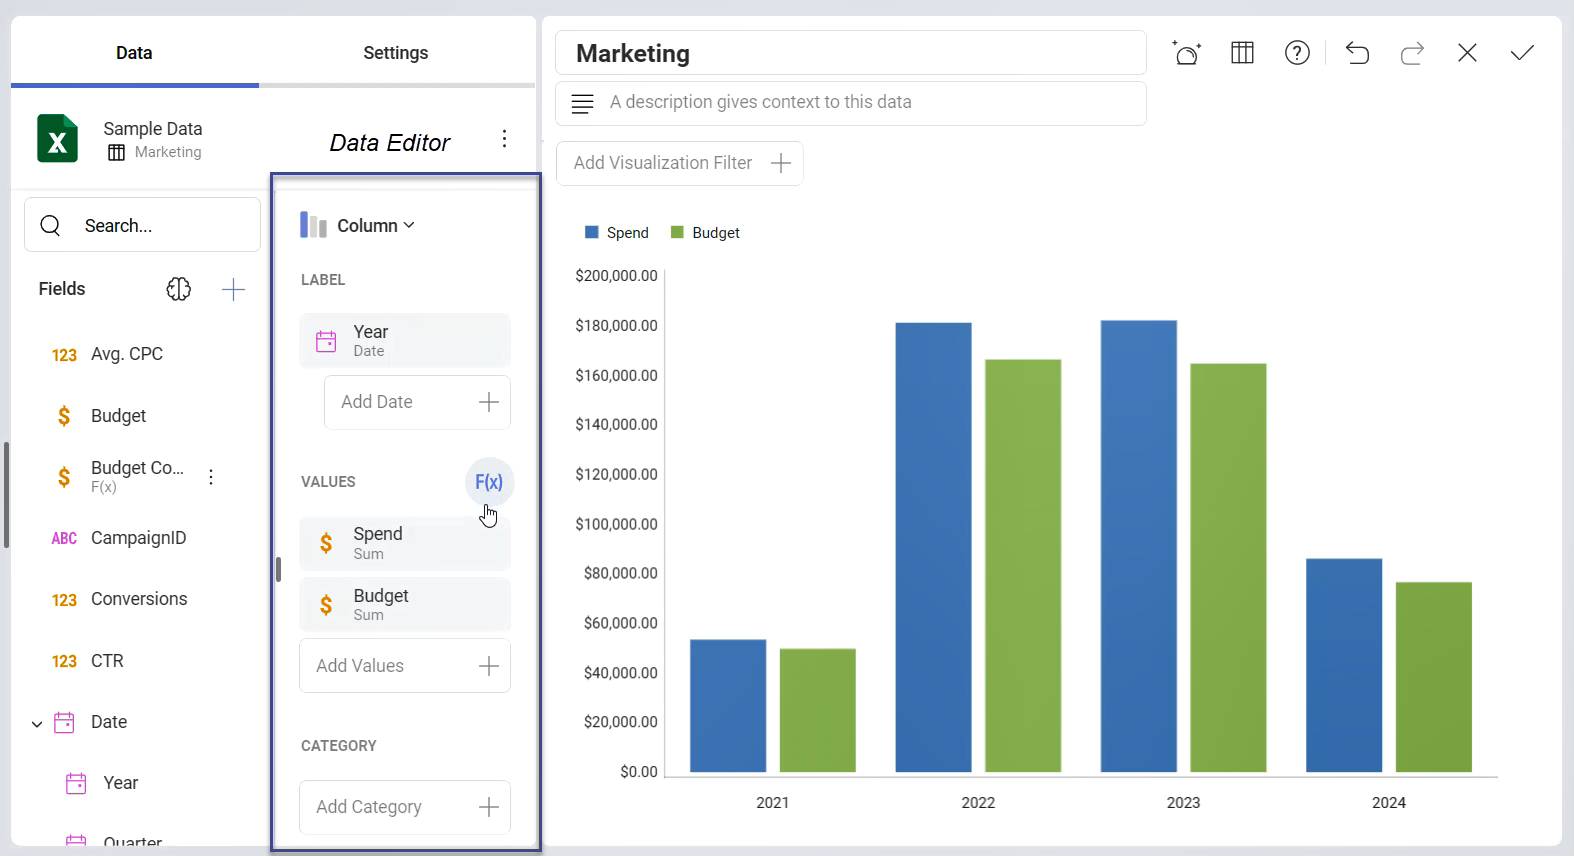 Data
Settings
Sample Data
Marketing
Data Editor
Search...
Fields
123 Avg. CPC
$ Budget
$ Budget Co...
F(x)
ABC CampaignID
123 Conversions
123 CTR
Date
Year
Quarter
Column
LABEL
Year
Date
Add Date
VALUES
F(x)
$ Spend
Sum
$ Budget
Sum
Add Values
CATEGORY
Add Category
Marketing
A description gives context to this data
Add Visualization Filter
Spend Budget
$200,000.00
$180,000.00
$160,000.00
$140,000.00
$120,000.00
$100,000.00
$80,000.00
$60,000.00
$40,000.00
$20,000.00
$0.00
2021 2022 2023 2024